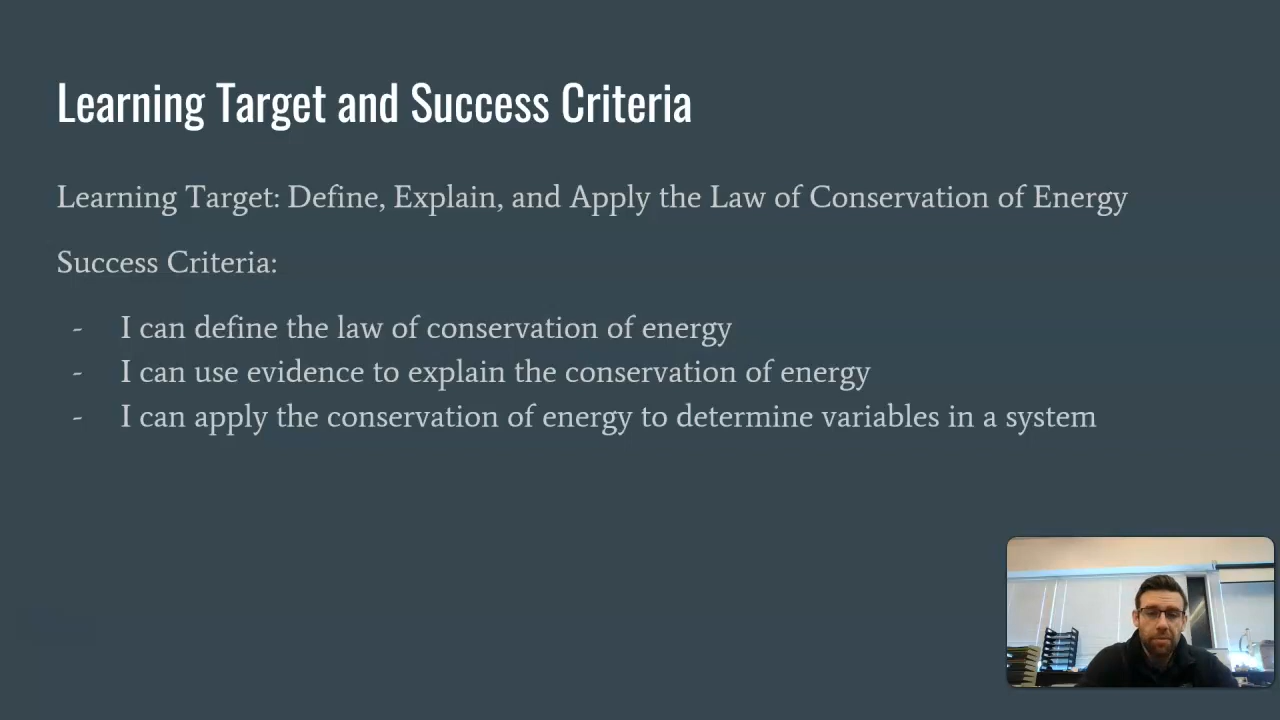 Learning Target and Success Criteria
Learning Target: Define, Explain, and Apply the Law of Conservation of Energy
Success Criteria:
- I can define the law of conservation of energy
- I can use evidence to explain the conservation of energy
- I can apply the conservation of energy to determine variables in a system